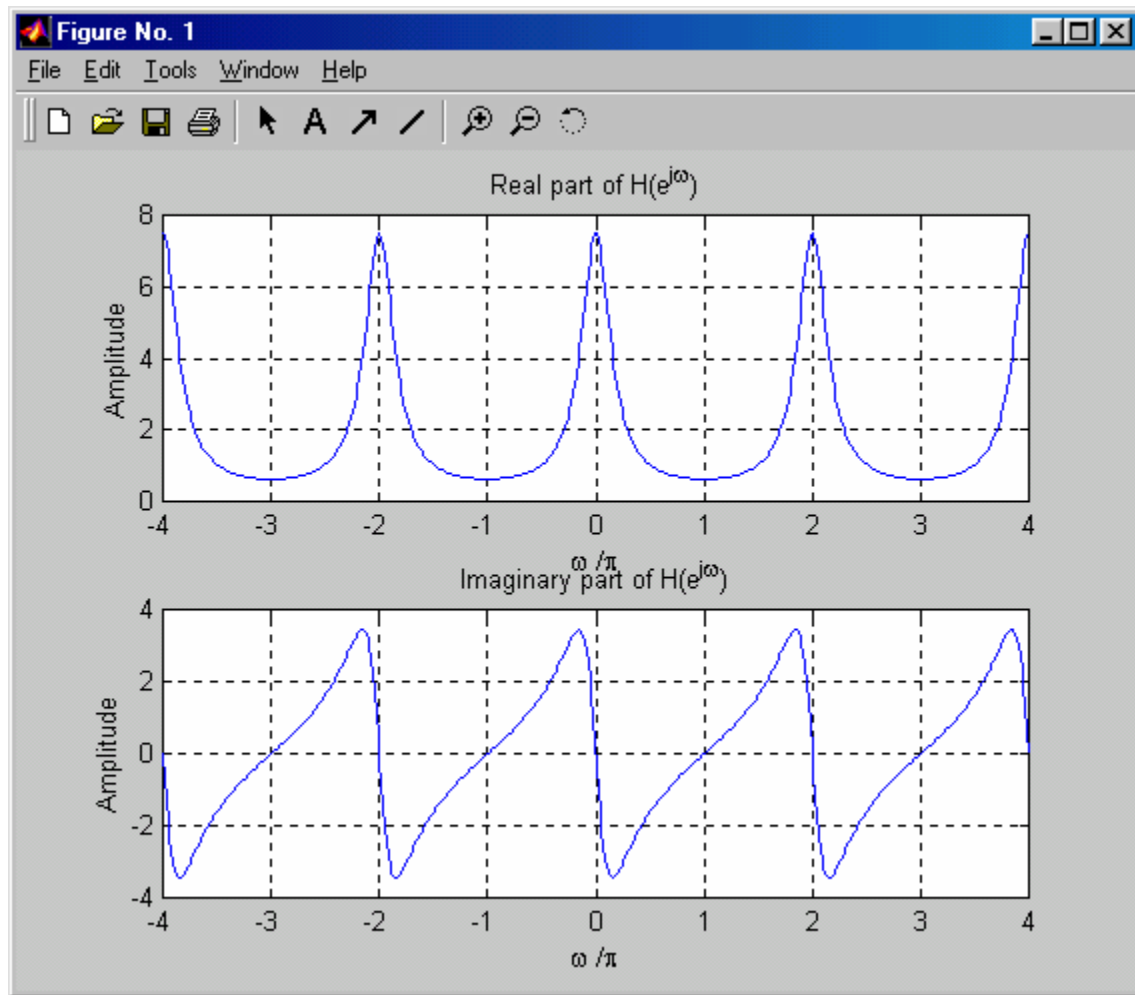 Figure No. 1
File Edit Tools Window Help
A
Real part of H(e^jω)
Amplitude
8
6
4
2
0
-4 -3 -2 -1 0 1 2 3 4
ω /π
Imaginary part of H(e^jω)
Amplitude
4
2
0
-2
-4
-4 -3 -2 -1 0 1 2 3 4
ω /π